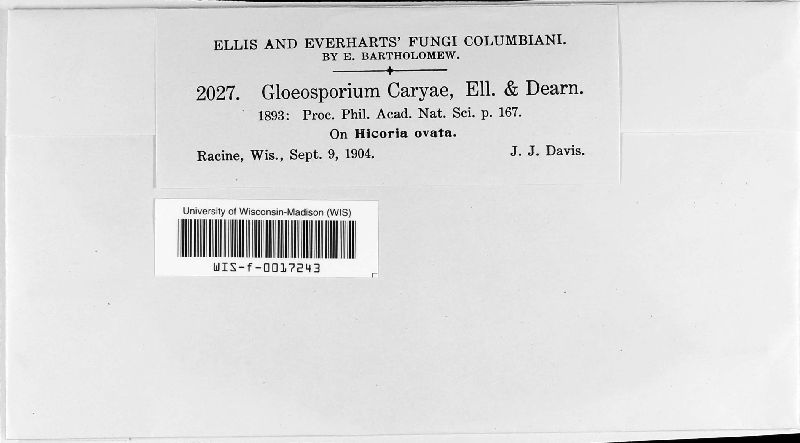 ELLIS AND EVERHARTS' FUNGI COLUMBIANI.
BY E. BARTHOLOMEW.
2027. Gloeosporium Caryae, Ell. & Dearn.
1893: Proc. Phil. Acad. Nat. Sci. p. 167.
On Hicoria ovata.
Racine, Wis., Sept. 9, 1904. J. J. Davis.
University of Wisconsin-Madison (WIS)
WIS-f-0017243